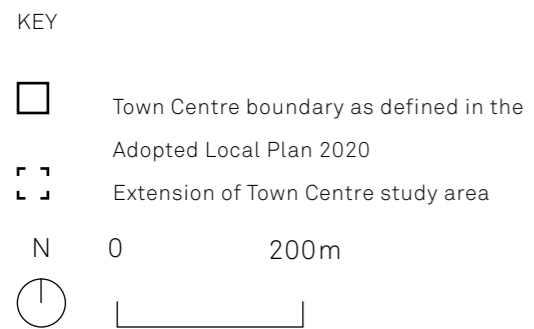 KEY
Town Centre boundary as defined in the
Adopted Local Plan 2020
Extension of Town Centre study area
N 0 200m